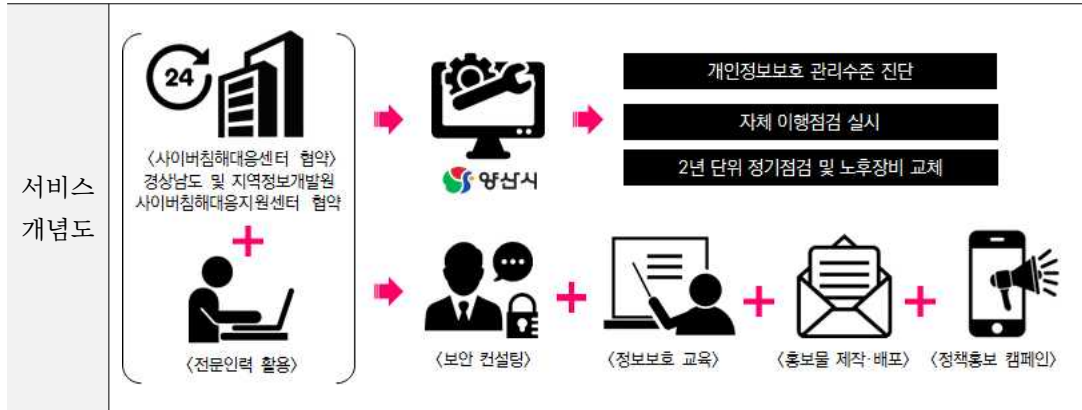 서비스
개념도
24
〈사이버침해대응센터 협약〉
경상남도 및 지역정보개발원
사이버침해대응지원센터 협약
〈전문인력 활용〉
양산시
개인정보보호 관리수준 진단
자체 이행점검 실시
2년 단위 정기점검 및 노후장비 교체
〈보안 컨설팅〉
〈정보보호 교육〉
〈홍보물 제작·배포〉
〈정책홍보 캠페인〉